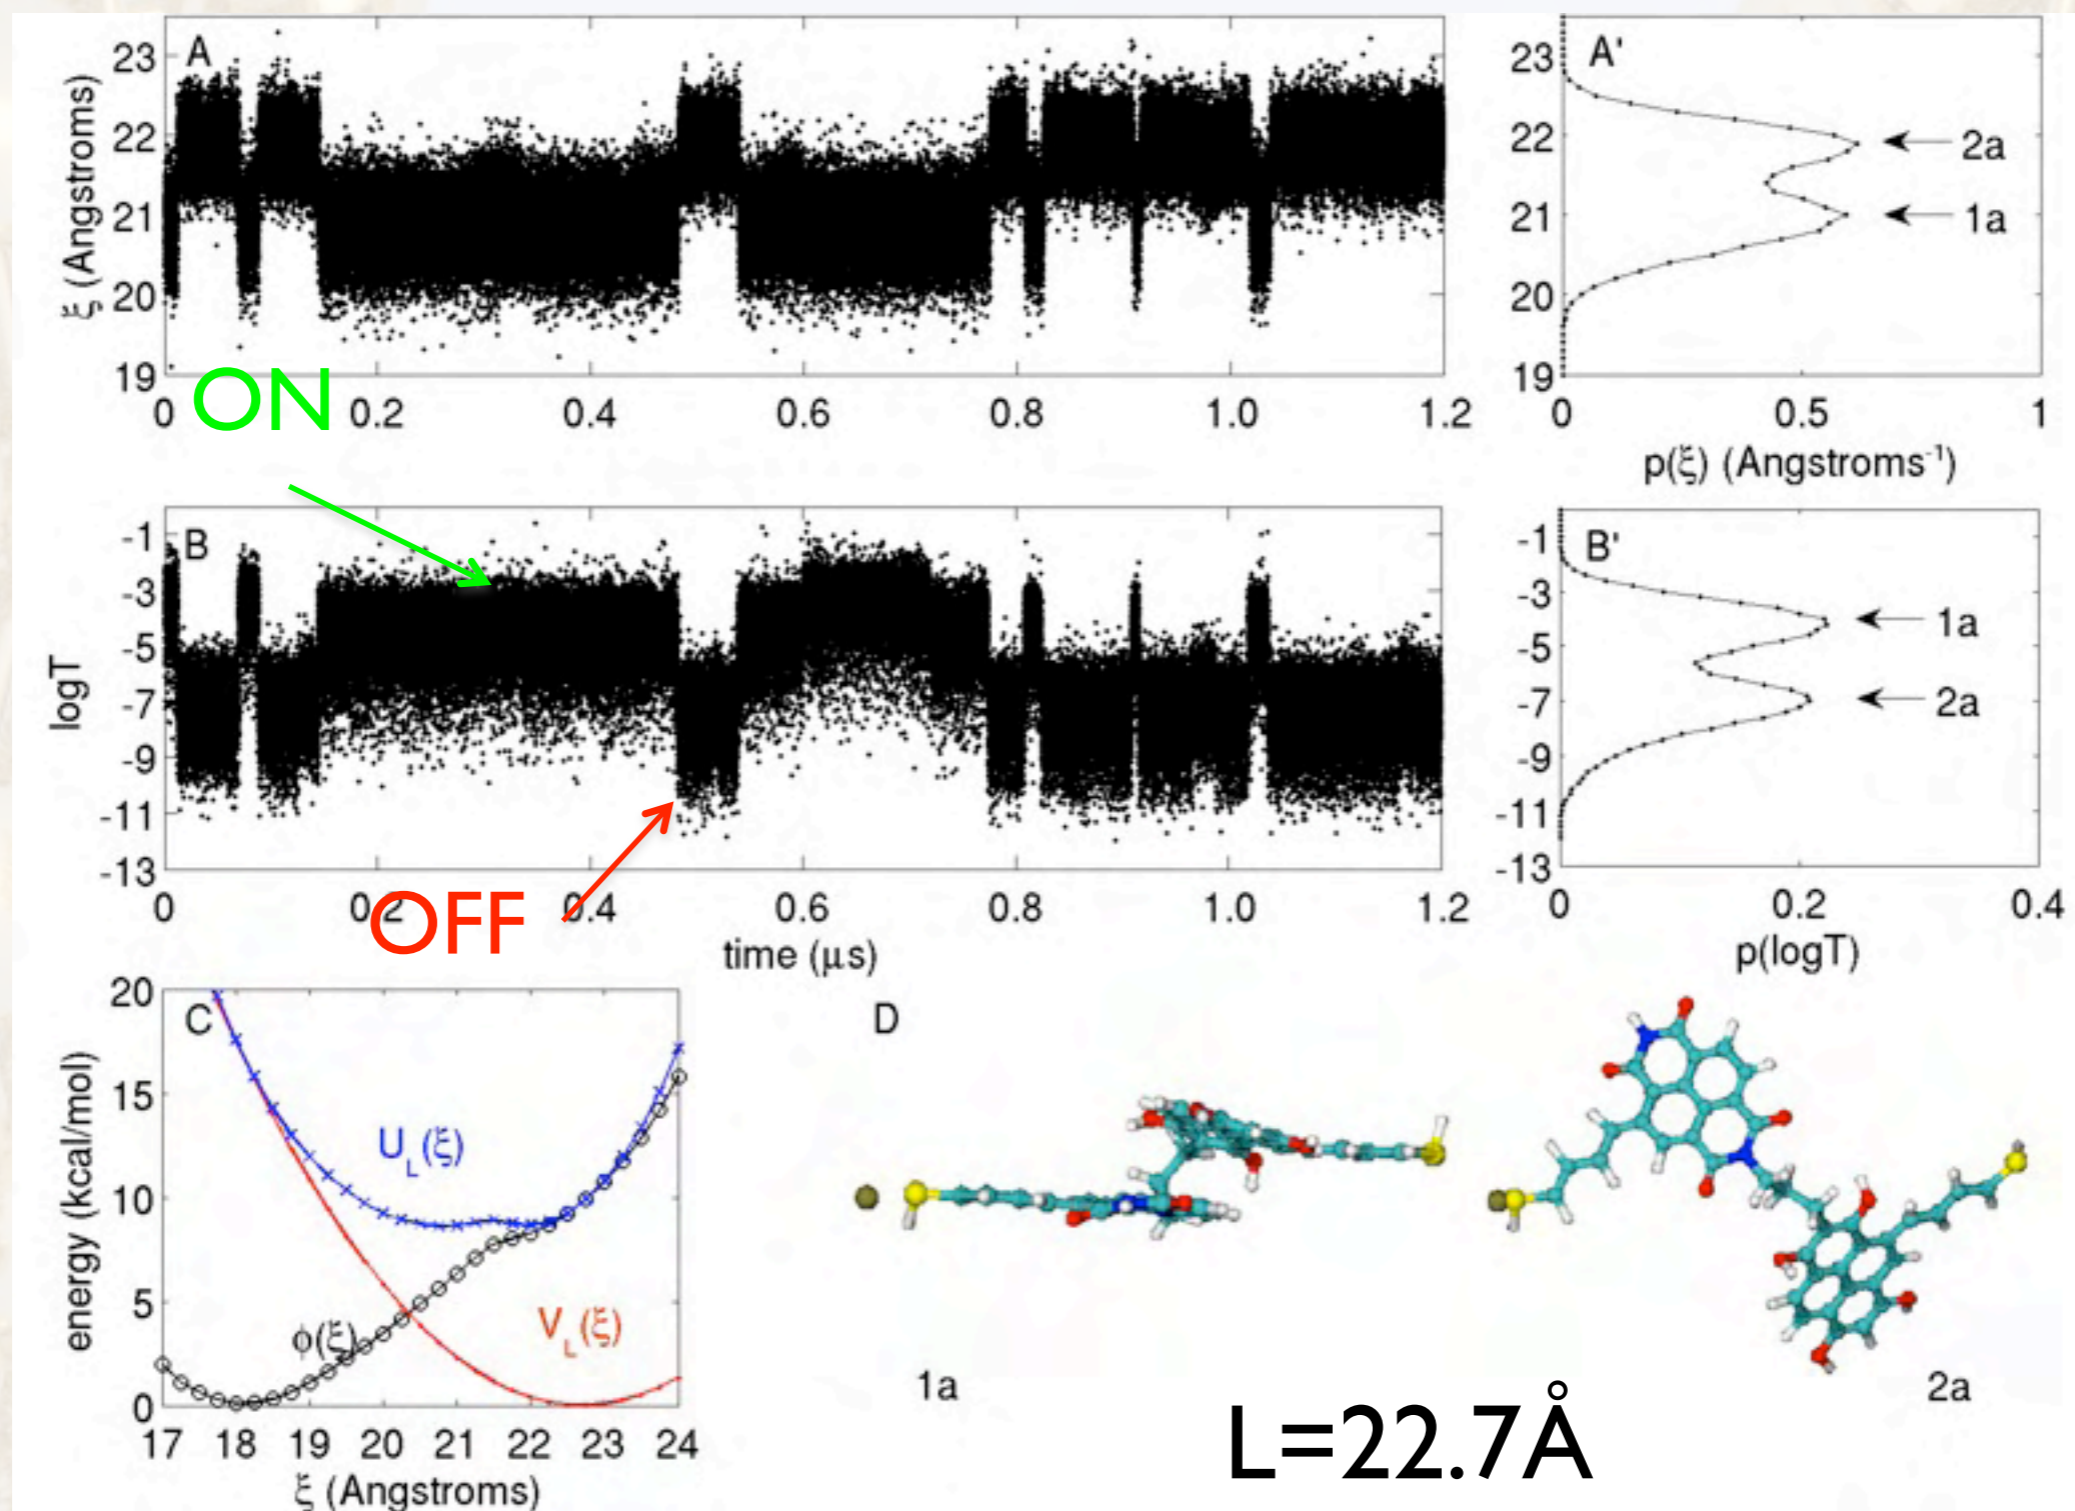 A
ξ (Angstroms)
23
22
21
20
19
0 0.2 0.4 0.6 0.8 1.0 1.2
ON
A'
23
22
21
20
19
2a
1a
0 0.5 1
p(ξ) (Angstroms⁻¹)
B
logT
-1
-3
-5
-7
-9
-11
-13
0 0.2 0.4 0.6 0.8 1.0 1.2
OFF
time (μs)
B'
-1
-3
-5
-7
-9
-11
-13
1a
2a
0 0.2 0.4
p(logT)
C
energy (kcal/mol)
20
15
10
5
0
U_L(ξ)
ϕ(ξ)
V_L(ξ)
17 18 19 20 21 22 23 24
ξ (Angstroms)
D
1a
2a
L=22.7Å